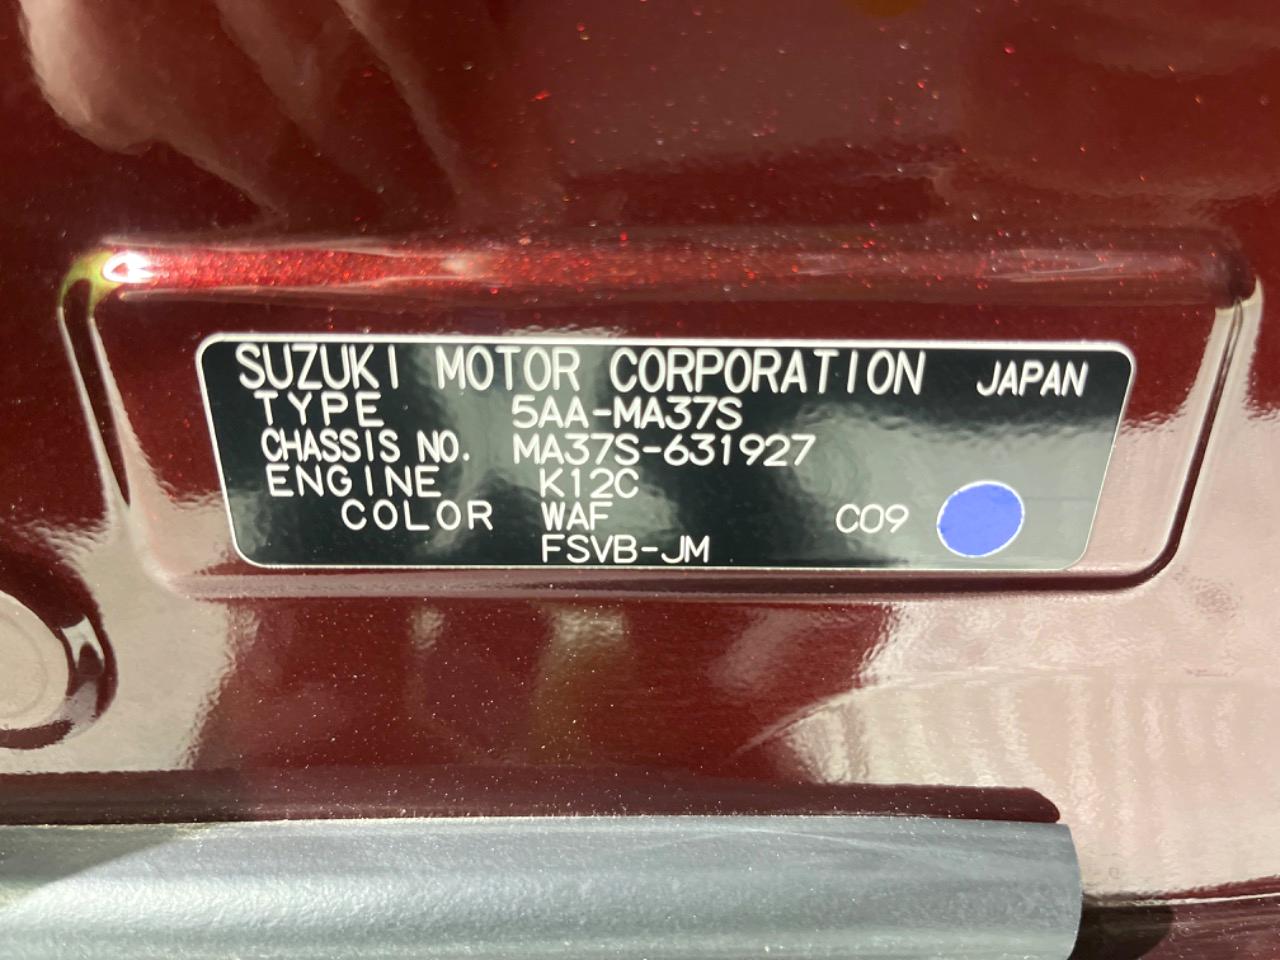 SUZUKI MOTOR CORPORATION JAPAN
TYPE 5AA-MA37S
CHASSIS NO. MA37S-631927
ENGINE K12C
COLOR WAF C09
FSVB-JM